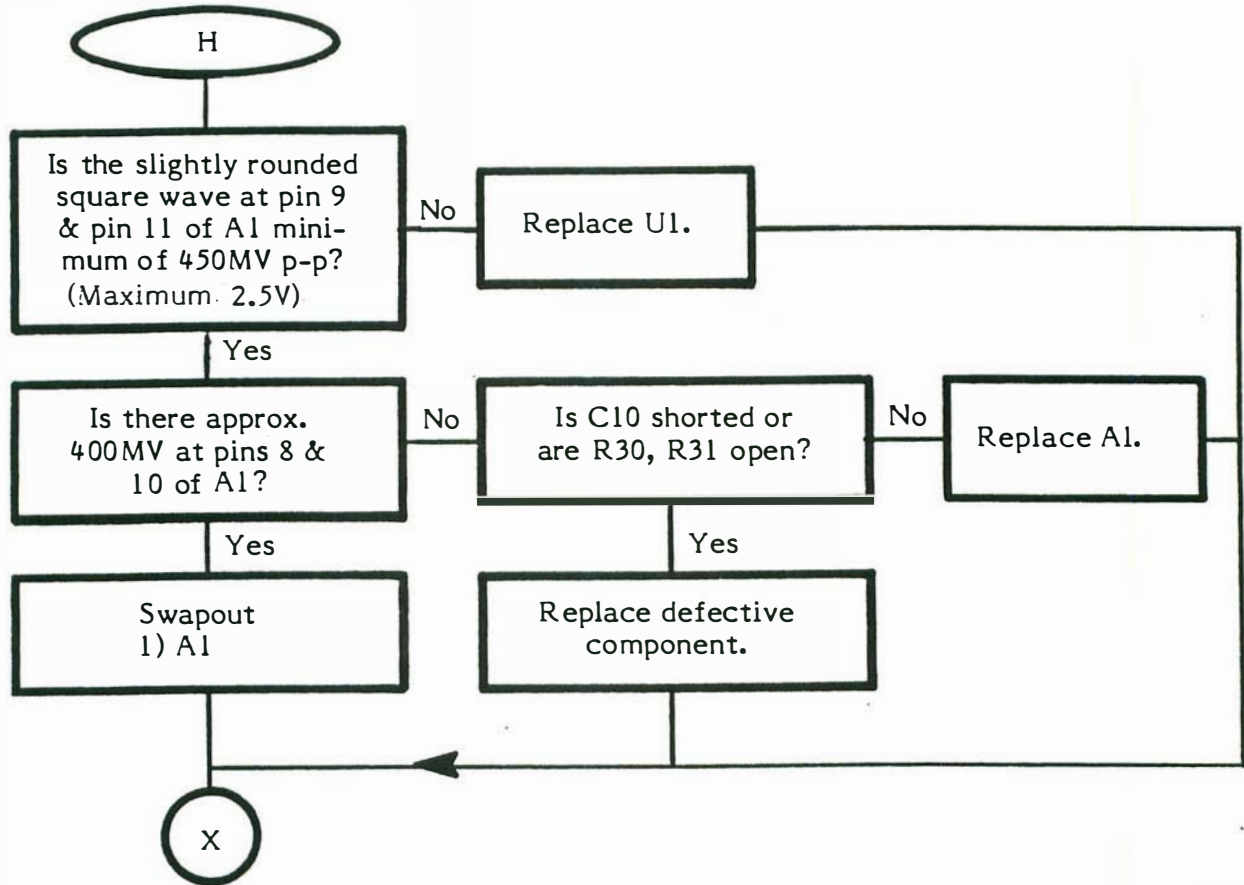 H
Is the slightly rounded
square wave at pin 9
& pin 11 of A1 mini-
mum of 450MV p-p?
(Maximum 2.5V)
No
Replace U1.
Yes
Is there approx.
400MV at pins 8 &
10 of A1?
No
Is C10 shorted or
are R30, R31 open?
No
Replace A1.
Yes
Swapout
1) A1
Yes
Replace defective
component.
X